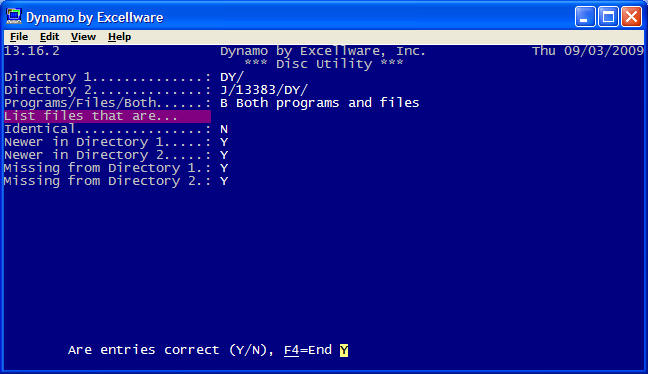 Dynamo by Excellware
File Edit View Help
13.16.2 Dynamo by Excellware, Inc. Thu 09/03/2009
*** Disc Utility ***
Directory 1..............: DY/
Directory 2..............: J/13383/DY/
Programs/Files/Both......: B Both programs and files
List files that are...
Identical................: N
Newer in Directory 1.....: Y
Newer in Directory 2.....: Y
Missing from Directory 1.: Y
Missing from Directory 2.: Y
Are entries correct (Y/N), F4=End Y